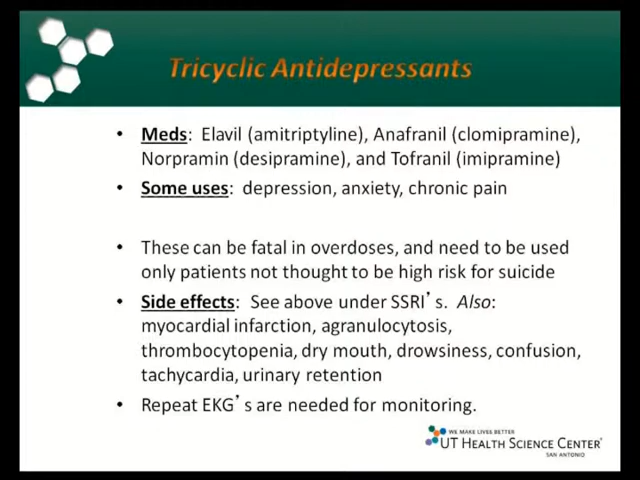 Tricyclic Antidepressants
• Meds: Elavil (amitriptyline), Anafranil (clomipramine),
Norpramin (desipramine), and Tofranil (imipramine)
• Some uses: depression, anxiety, chronic pain
• These can be fatal in overdoses, and need to be used
only patients not thought to be high risk for suicide
• Side effects: See above under SSRI’s. Also:
myocardial infarction, agranulocytosis,
thrombocytopenia, dry mouth, drowsiness, confusion,
tachycardia, urinary retention
• Repeat EKG’s are needed for monitoring.
WE MAKE LIVES BETTER
UT HEALTH SCIENCE CENTER
SAN ANTONIO